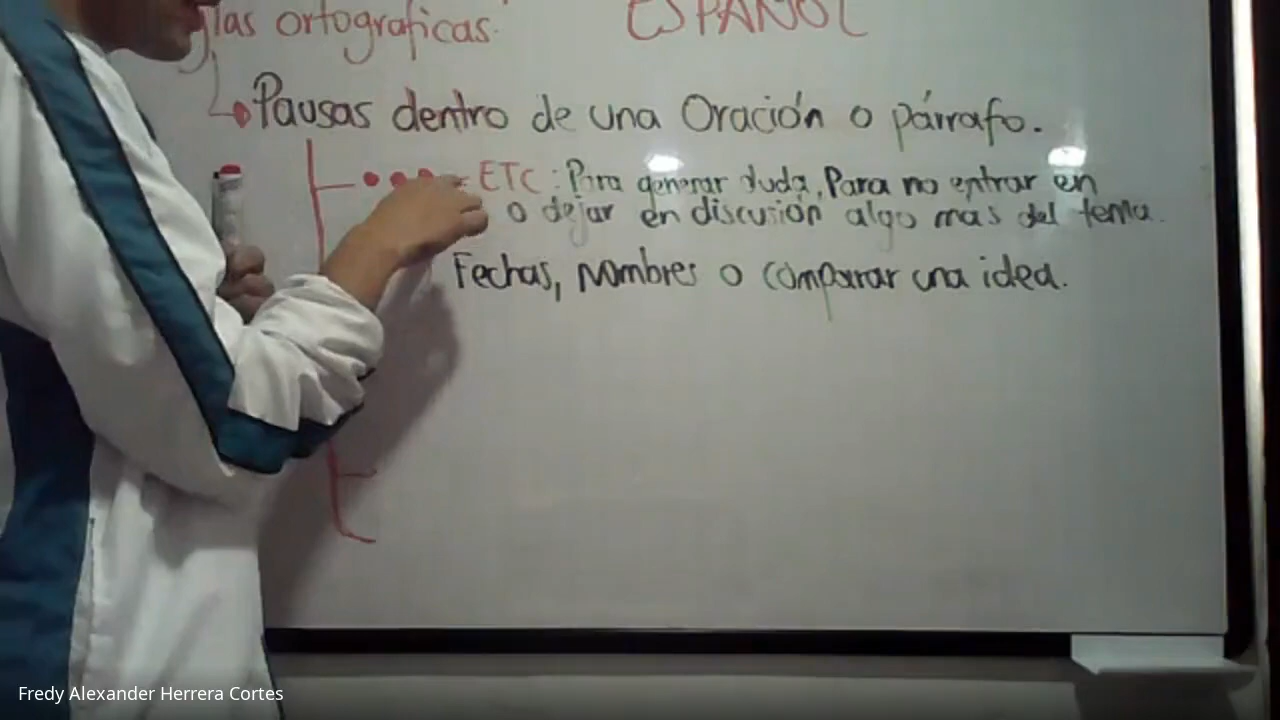 glas ortograficas.
ESPAÑOL
Pausas dentro de una Oración o párrafo.
••• = ETC : Para generar duda, Para no entrar en
o dejar en discusión algo mas del tema.
Fechas, nombres o comparar una idea.
Fredy Alexander Herrera Cortes